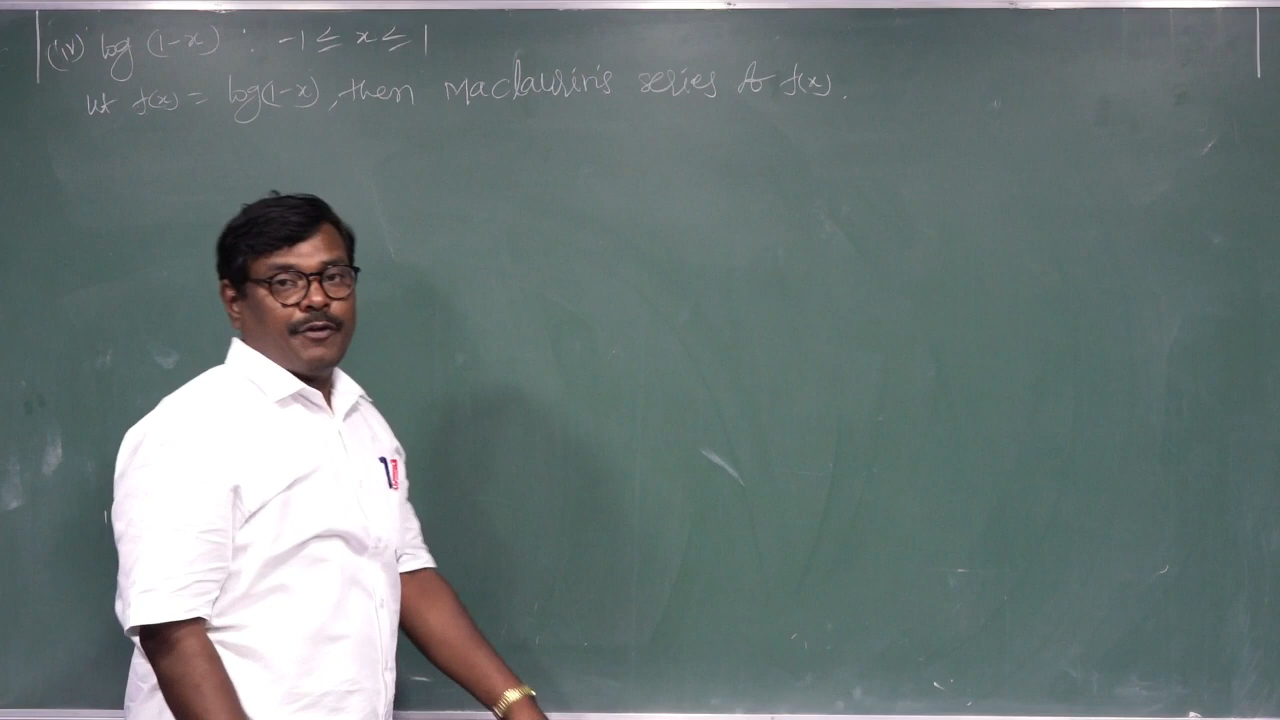 (iv) log (1-x) : -1 ≤ x ≤ 1
let f(x) = log(1-x), then Maclaurin's series of f(x).